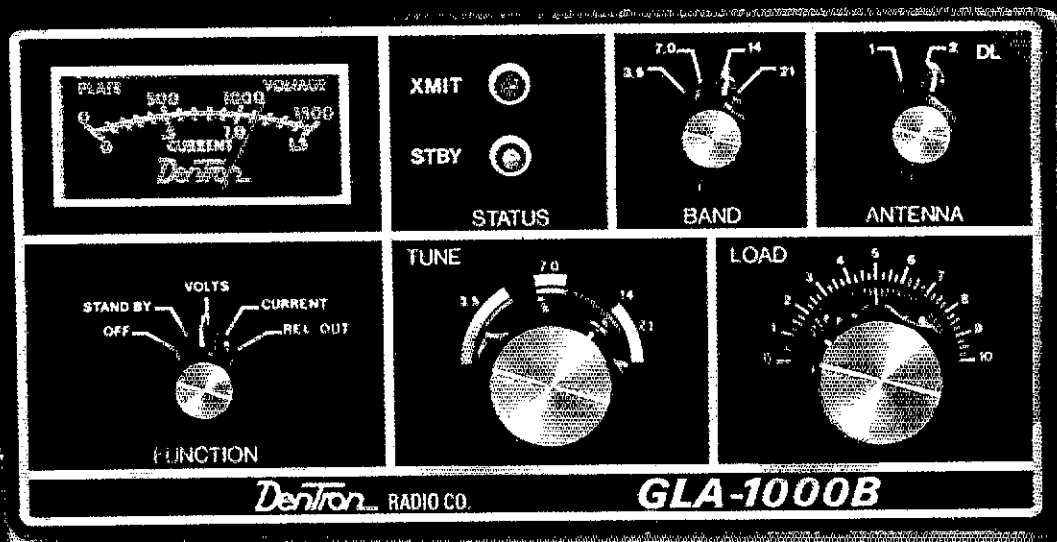 PLATE VOLTAGE
0 500 1000 1500
0 CURRENT 1.0 1.5
DenTron
XMIT
STBY
STATUS
3.5 7.0 14 21
BAND
1 2 DL
ANTENNA
OFF STAND BY VOLTS CURRENT REL OUT
FUNCTION
TUNE
3.5 7.0 14 21
LOAD
0 1 2 3 4 5 6 7 8 9 10
DenTron RADIO CO.
GLA-1000B